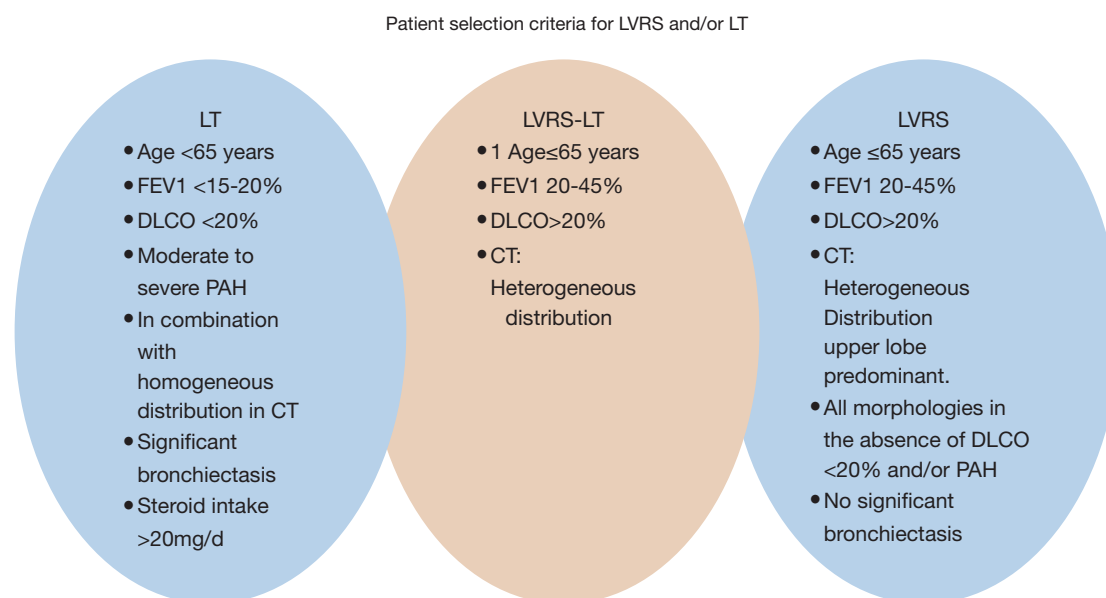 Patient selection criteria for LVRS and/or LT
LT
• Age <65 years
• FEV1 <15-20%
• DLCO <20%
• Moderate to
severe PAH
• In combination
with
homogeneous
distribution in CT
• Significant
bronchiectasis
• Steroid intake
>20mg/d
LVRS-LT
• 1 Age≤65 years
• FEV1 20-45%
• DLCO>20%
• CT:
Heterogeneous
distribution
LVRS
• Age ≤65 years
• FEV1 20-45%
• DLCO>20%
• CT:
Heterogeneous
Distribution
upper lobe
predominant.
• All morphologies in
the absence of DLCO
<20% and/or PAH
• No significant
bronchiectasis